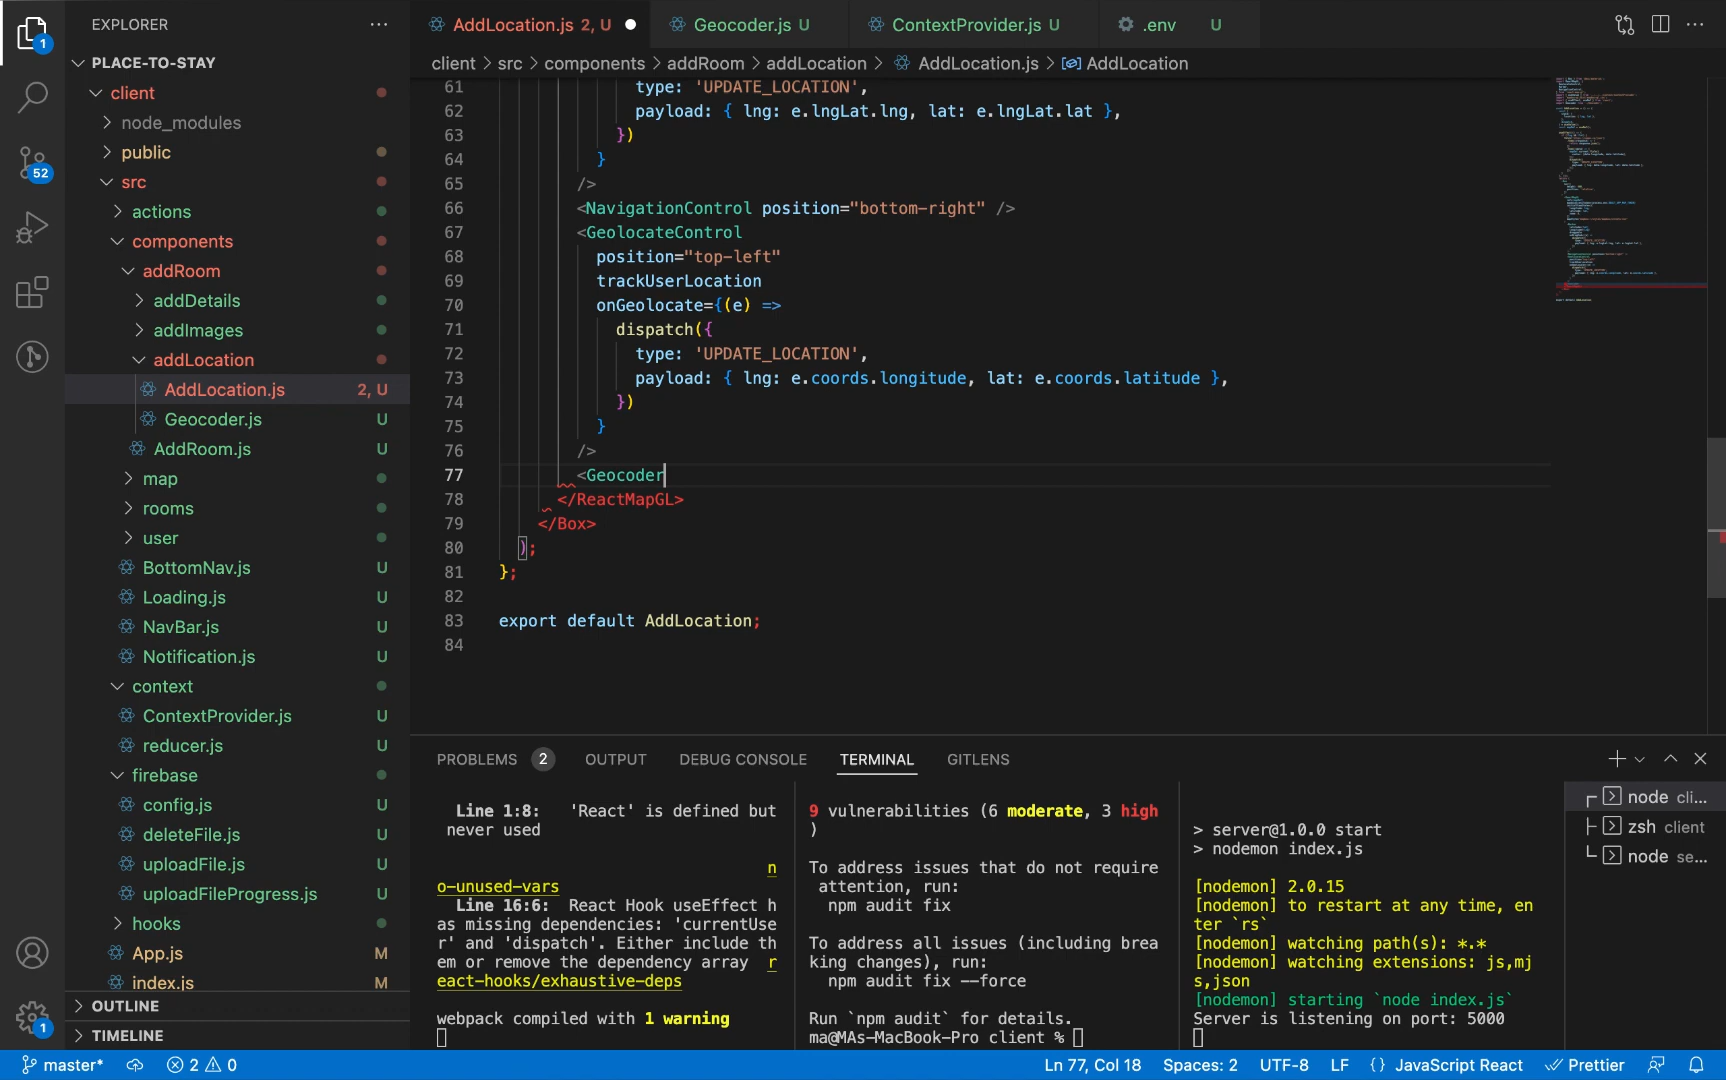 EXPLORER
PLACE-TO-STAY
client
node_modules
public
src
actions
components
addRoom
addDetails
addImages
addLocation
AddLocation.js 2, U
Geocoder.js U
AddRoom.js U
map
rooms
user
BottomNav.js U
Loading.js U
NavBar.js U
Notification.js U
context
ContextProvider.js U
reducer.js U
firebase
config.js U
deleteFile.js U
uploadFile.js U
uploadFileProgress.js U
hooks
App.js M
index.js M
OUTLINE
TIMELINE
1
52
1
AddLocation.js 2, U
Geocoder.js U
ContextProvider.js U
.env U
client > src > components > addRoom > addLocation > AddLocation.js > AddLocation
61 type: 'UPDATE_LOCATION',
62 payload: { lng: e.lngLat.lng, lat: e.lngLat.lat },
63 })
64 }
65 />
66 <NavigationControl position="bottom-right" />
67 <GeolocateControl
68 position="top-left"
69 trackUserLocation
70 onGeolocate={(e) =>
71 dispatch({
72 type: 'UPDATE_LOCATION',
73 payload: { lng: e.coords.longitude, lat: e.coords.latitude },
74 })
75 }
76 />
77 <Geocoder
78 </ReactMapGL>
79 </Box>
80 );
81 };
82
83 export default AddLocation;
84
PROBLEMS 2 OUTPUT DEBUG CONSOLE TERMINAL GITLENS
Line 1:8: 'React' is defined but
never used
n
o-unused-vars
Line 16:6: React Hook useEffect h
as missing dependencies: 'currentUse
r' and 'dispatch'. Either include th
em or remove the dependency array r
eact-hooks/exhaustive-deps
webpack compiled with 1 warning
9 vulnerabilities (6 moderate, 3 high
)
To address issues that do not require
attention, run:
npm audit fix
To address all issues (including brea
king changes), run:
npm audit fix --force
Run `npm audit` for details.
ma@MAs-MacBook-Pro client %
> server@1.0.0 start
> nodemon index.js
[nodemon] 2.0.15
[nodemon] to restart at any time, en
ter `rs`
[nodemon] watching path(s): *.*
[nodemon] watching extensions: js,mj
s,json
[nodemon] starting `node index.js`
Server is listening on port: 5000
node cli...
zsh client
node se...
master* 2 0 Ln 77, Col 18 Spaces: 2 UTF-8 LF {} JavaScript React Prettier